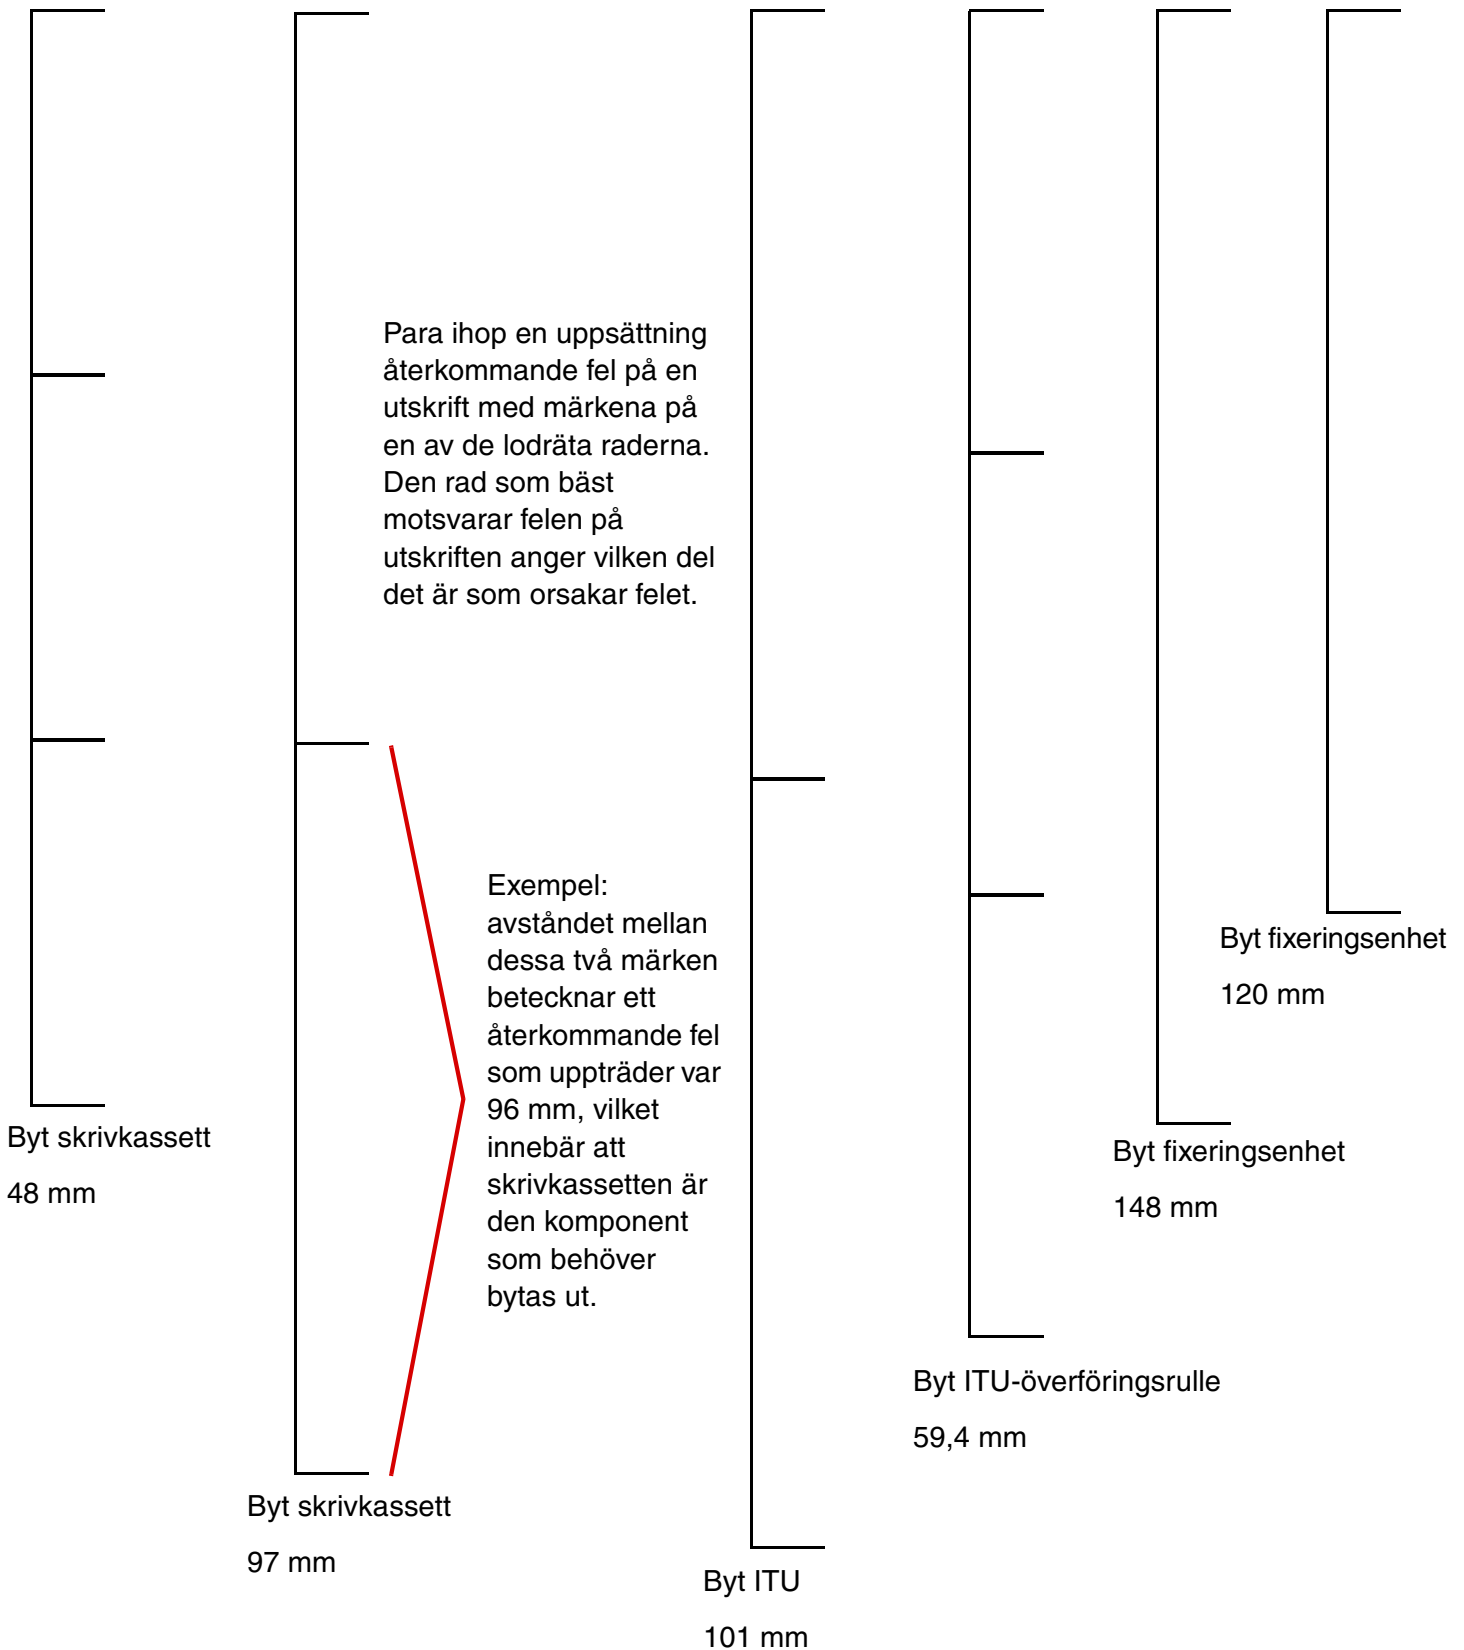 Para ihop en uppsättning
återkommande fel på en
utskrift med märkena på
en av de lodräta raderna.
Den rad som bäst
motsvarar felen på
utskriften anger vilken del
det är som orsakar felet.
Exempel:
avståndet mellan
dessa två märken
betecknar ett
återkommande fel
som uppträder var
96 mm, vilket
innebär att
skrivkassetten är
den komponent
som behöver
bytas ut.
Byt skrivkassett
48 mm
Byt skrivkassett
97 mm
Byt ITU
101 mm
Byt ITU-överföringsrulle
59,4 mm
Byt fixeringsenhet
148 mm
Byt fixeringsenhet
120 mm